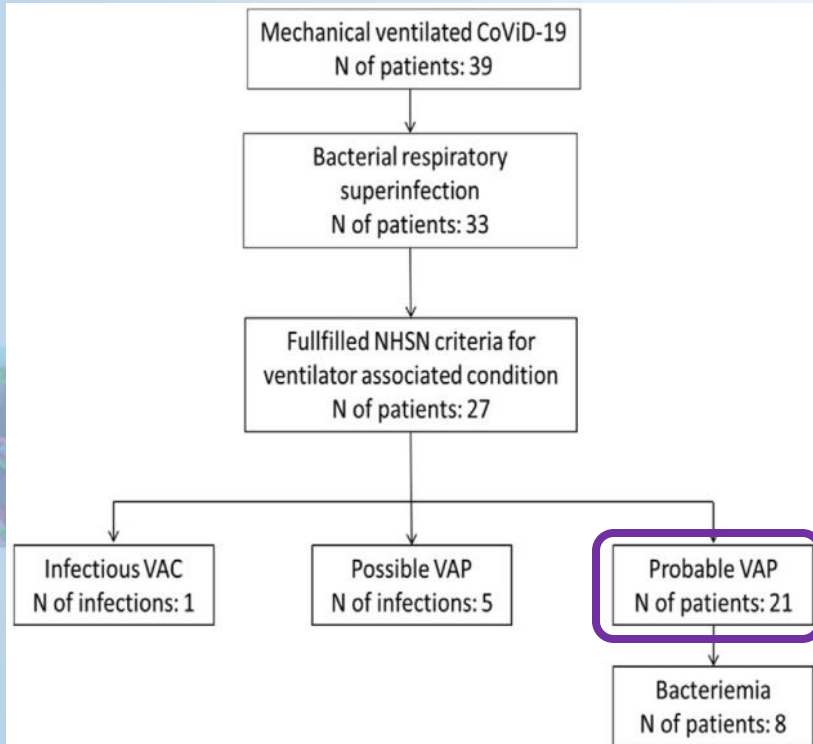 Mechanical ventilated CoViD-19
N of patients: 39
Bacterial respiratory
superinfection
N of patients: 33
Fullfilled NHSN criteria for
ventilator associated condition
N of patients: 27
Infectious VAC
N of infections: 1
Possible VAP
N of infections: 5
Probable VAP
N of patients: 21
Bacteriemia
N of patients: 8